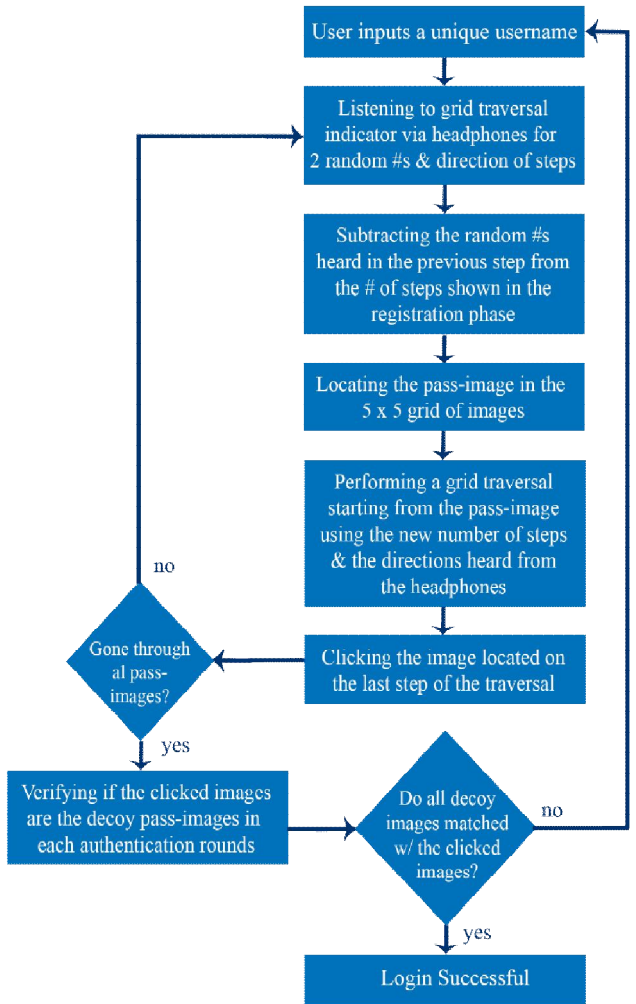 User inputs a unique username
Listening to grid traversal
indicator via headphones for
2 random #s & direction of steps
Subtracting the random #s
heard in the previous step from
the # of steps shown in the
registration phase
Locating the pass-image in the
5 x 5 grid of images
Performing a grid traversal
starting from the pass-image
using the new number of steps
& the directions heard from
the headphones
Clicking the image located on
the last step of the traversal
no
Gone through
al pass-
images?
yes
Verifying if the clicked images
are the decoy pass-images in
each authentication rounds
Do all decoy
images matched
w/ the clicked
images?
no
yes
Login Successful